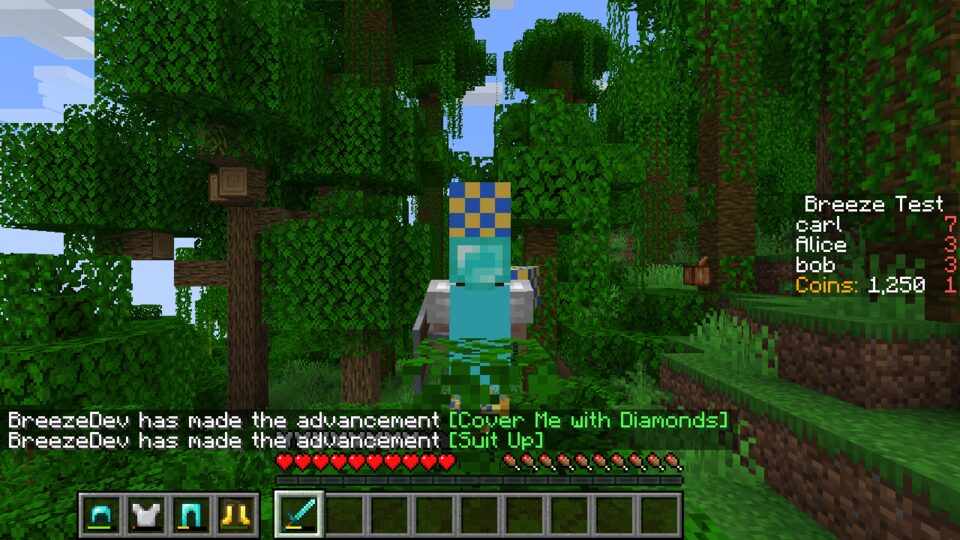 Breeze Test
carl 7
Alice 3
bob 3
Coins: 1,250 1
BreezeDev has made the advancement [Cover Me with Diamonds]
BreezeDev has made the advancement [Suit Up]